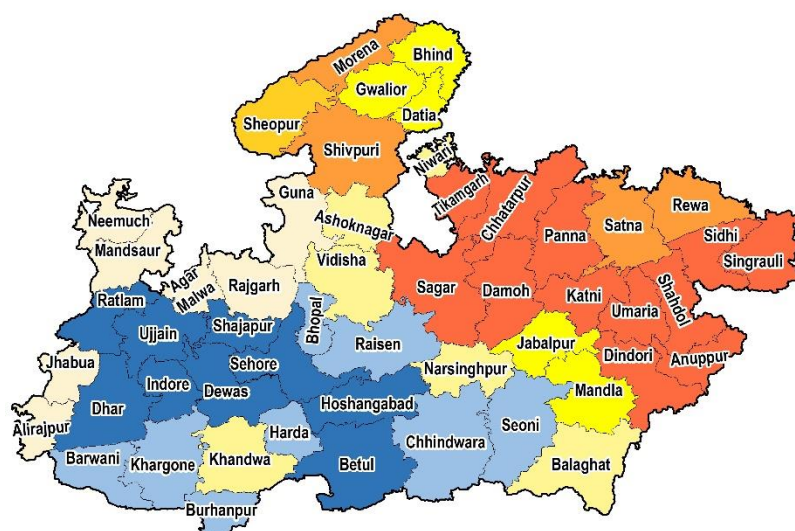 Morena
Bhind
Gwalior
Datia
Sheopur
Shivpuri
Niwari
Tikamgarh
Chhatarpur
Guna
Ashoknagar
Panna
Satna
Rewa
Sidhi
Singrauli
Neemuch
Mandsaur
Agar
Malwa
Rajgarh
Vidisha
Sagar
Damoh
Katni
Umaria
Shahdol
Ratlam
Ujjain
Shajapur
Bhopal
Raisen
Jabalpur
Dindori
Anuppur
Jhabua
Indore
Sehore
Dewas
Narsinghpur
Mandla
Dhar
Hoshangabad
Alirajpur
Barwani
Khargone
Khandwa
Harda
Betul
Chhindwara
Seoni
Balaghat
Burhanpur